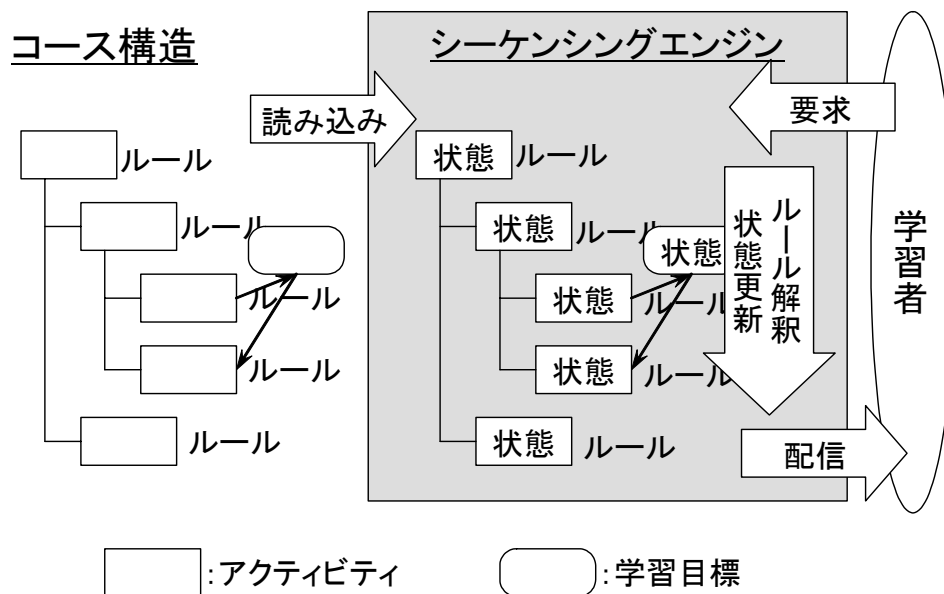 コース構造
シーケンシングエンジン
読み込み
要求
ルール
ルール
ルール
ルール
ルール
状態 ルール
状態 ルール
状態
状態 ルール
状態 ルール
状態 ルール
ルール解釈
状態更新
配信
学習者
:アクティビティ
:学習目標